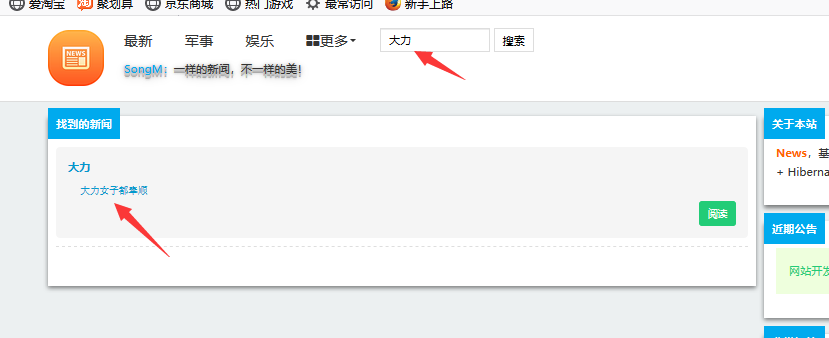 爱淘宝 聚划算 京东商城 热门游戏 最常访问 新手上路
最新 军事 娱乐 更多 大力 搜索
NEWS
SongM：一样的新闻，不一样的美!
找到的新闻
大力
大力女子都孝顺
阅读
关于本站
News，基
+ Hiberna
近期公告
网站开发